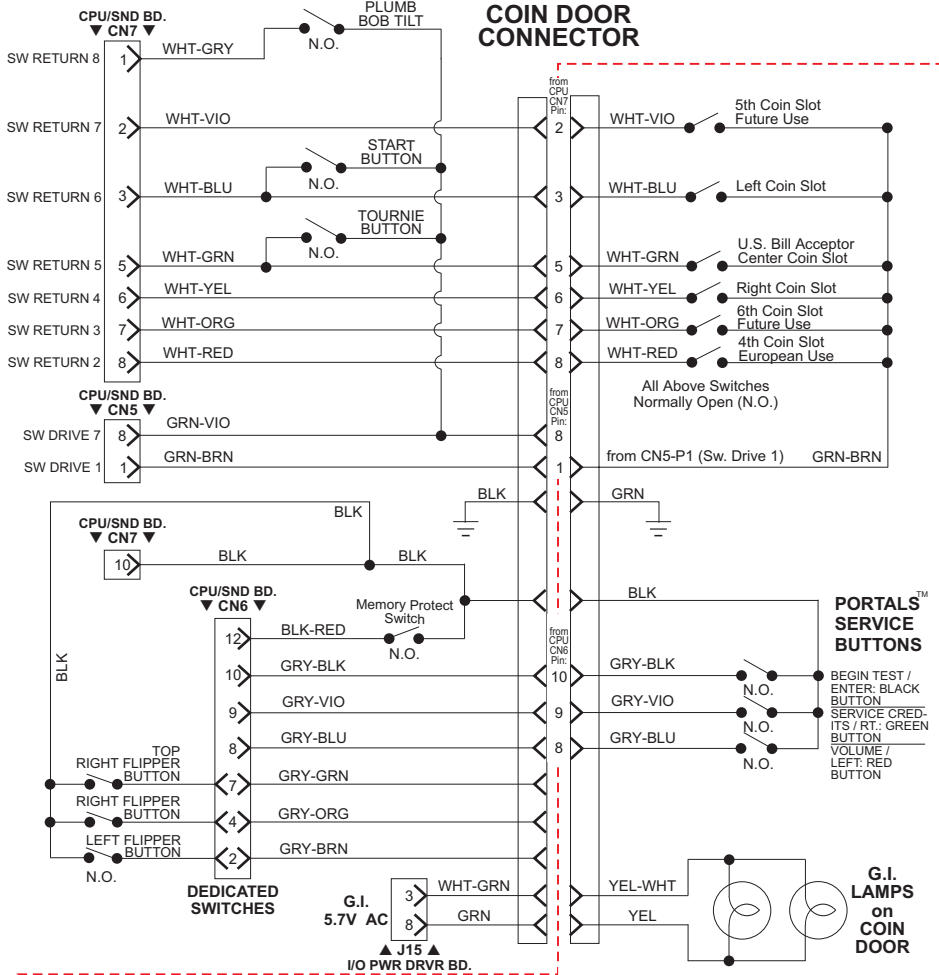 COIN DOOR
CONNECTOR
CPU/SND BD.
▼ CN7 ▼
PLUMB
BOB TILT
N.O.
SW RETURN 8
1
WHT-GRY
SW RETURN 7
2
WHT-VIO
START
BUTTON
N.O.
SW RETURN 6
3
WHT-BLU
TOURNIE
BUTTON
N.O.
SW RETURN 5
5
WHT-GRN
SW RETURN 4
6
WHT-YEL
SW RETURN 3
7
WHT-ORG
SW RETURN 2
8
WHT-RED
CPU/SND BD.
▼ CN5 ▼
SW DRIVE 7
8
GRN-VIO
SW DRIVE 1
1
GRN-BRN
from
CPU
CN7
Pin:
2
WHT-VIO
5th Coin Slot
Future Use
3
WHT-BLU
Left Coin Slot
5
WHT-GRN
U.S. Bill Acceptor
Center Coin Slot
6
WHT-YEL
Right Coin Slot
7
WHT-ORG
6th Coin Slot
Future Use
8
WHT-RED
4th Coin Slot
European Use
All Above Switches
Normally Open (N.O.)
from
CPU
CN5
Pin:
8
1
from CN5-P1 (Sw. Drive 1)
GRN-BRN
BLK
GRN
BLK
CPU/SND BD.
▼ CN7 ▼
10
BLK
BLK
BLK
CPU/SND BD.
▼ CN6 ▼
Memory Protect
Switch
N.O.
12
BLK-RED
10
GRY-BLK
9
GRY-VIO
8
GRY-BLU
BLK
TOP
RIGHT FLIPPER
BUTTON
7
GRY-GRN
RIGHT FLIPPER
BUTTON
4
GRY-ORG
LEFT FLIPPER
BUTTON
N.O.
2
GRY-BRN
DEDICATED
SWITCHES
BLK
from
CPU
CN6
Pin:
10
GRY-BLK
N.O.
9
GRY-VIO
N.O.
8
GRY-BLU
N.O.
PORTALS™
SERVICE
BUTTONS
BEGIN TEST /
ENTER: BLACK
BUTTON
SERVICE CRED-
ITS / RT.: GREEN
BUTTON
VOLUME /
LEFT: RED
BUTTON
G.I.
5.7V AC
3
WHT-GRN
8
GRN
▲ J15 ▲
I/O PWR DRVR BD.
YEL-WHT
YEL
G.I.
LAMPS
on
COIN
DOOR